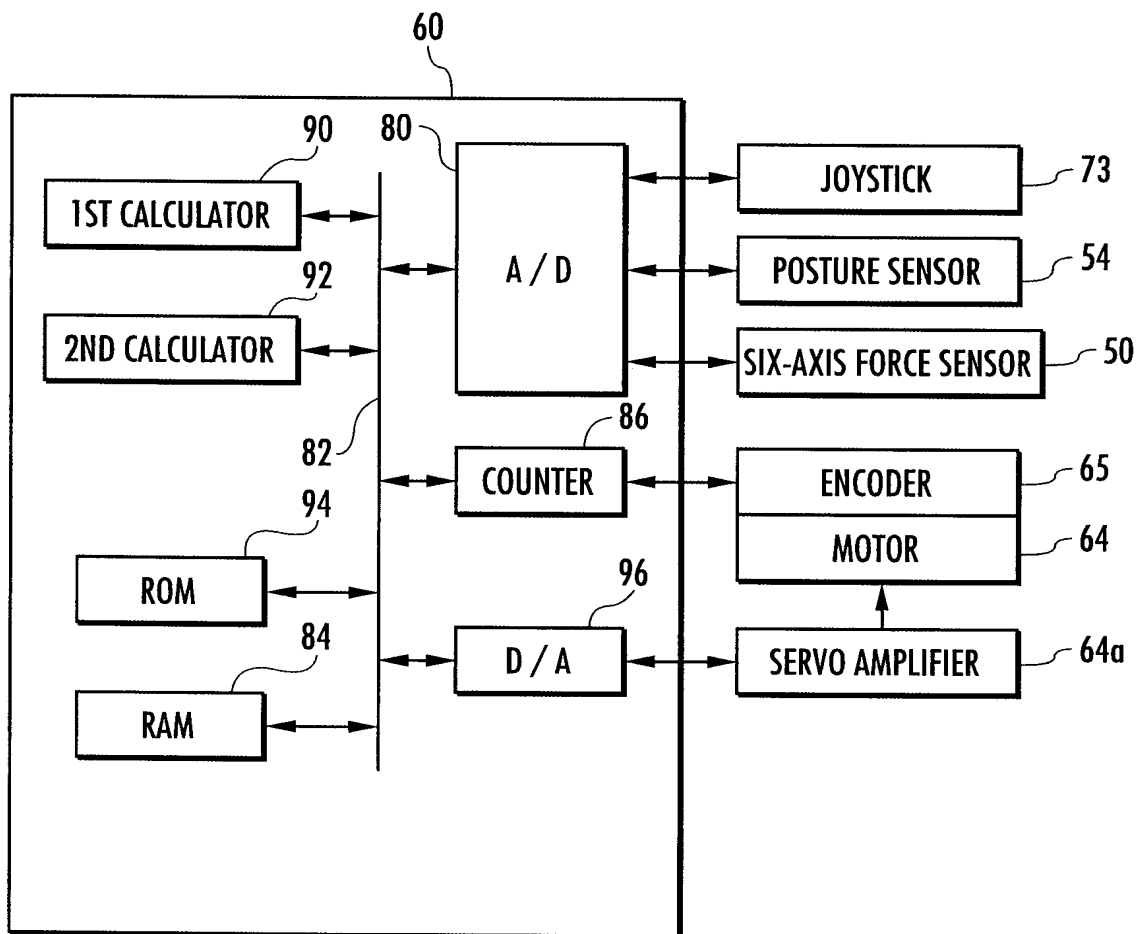 60
90
80
1ST CALCULATOR
JOYSTICK
73
92
A / D
POSTURE SENSOR
54
2ND CALCULATOR
SIX-AXIS FORCE SENSOR
50
82
86
COUNTER
ENCODER
65
94
MOTOR
64
ROM
96
84
D / A
SERVO AMPLIFIER
64a
RAM